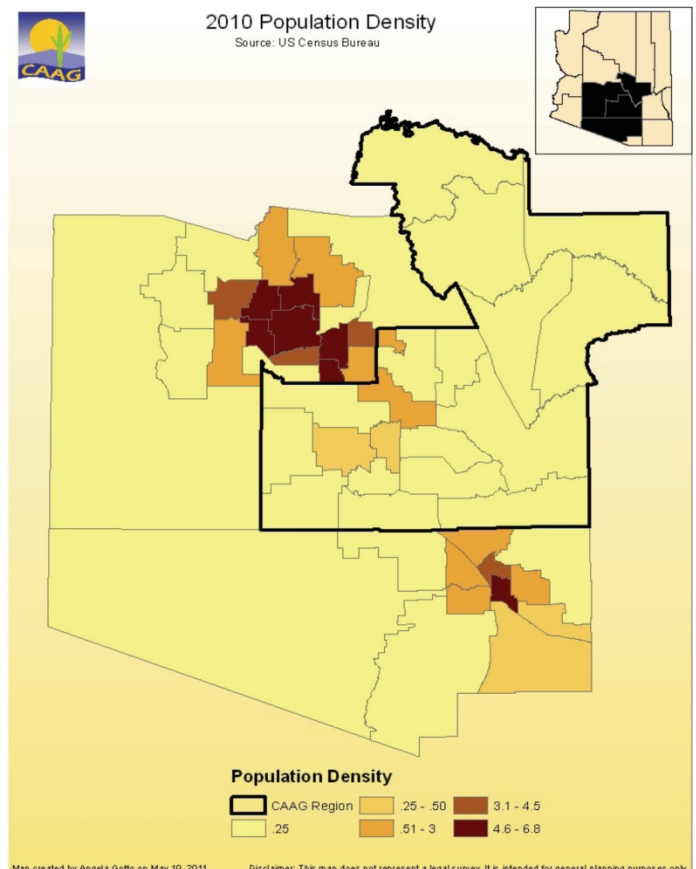 2010 Population Density
Source: US Census Bureau
CAAG
Population Density
CAAG Region
.25 - .50
3.1 - 4.5
.25
.51 - 3
4.6 - 6.8
Map created by Angela Gotto on May 10, 2011
Disclaimer: This map does not represent a legal survey. It is intended for general planning purposes only